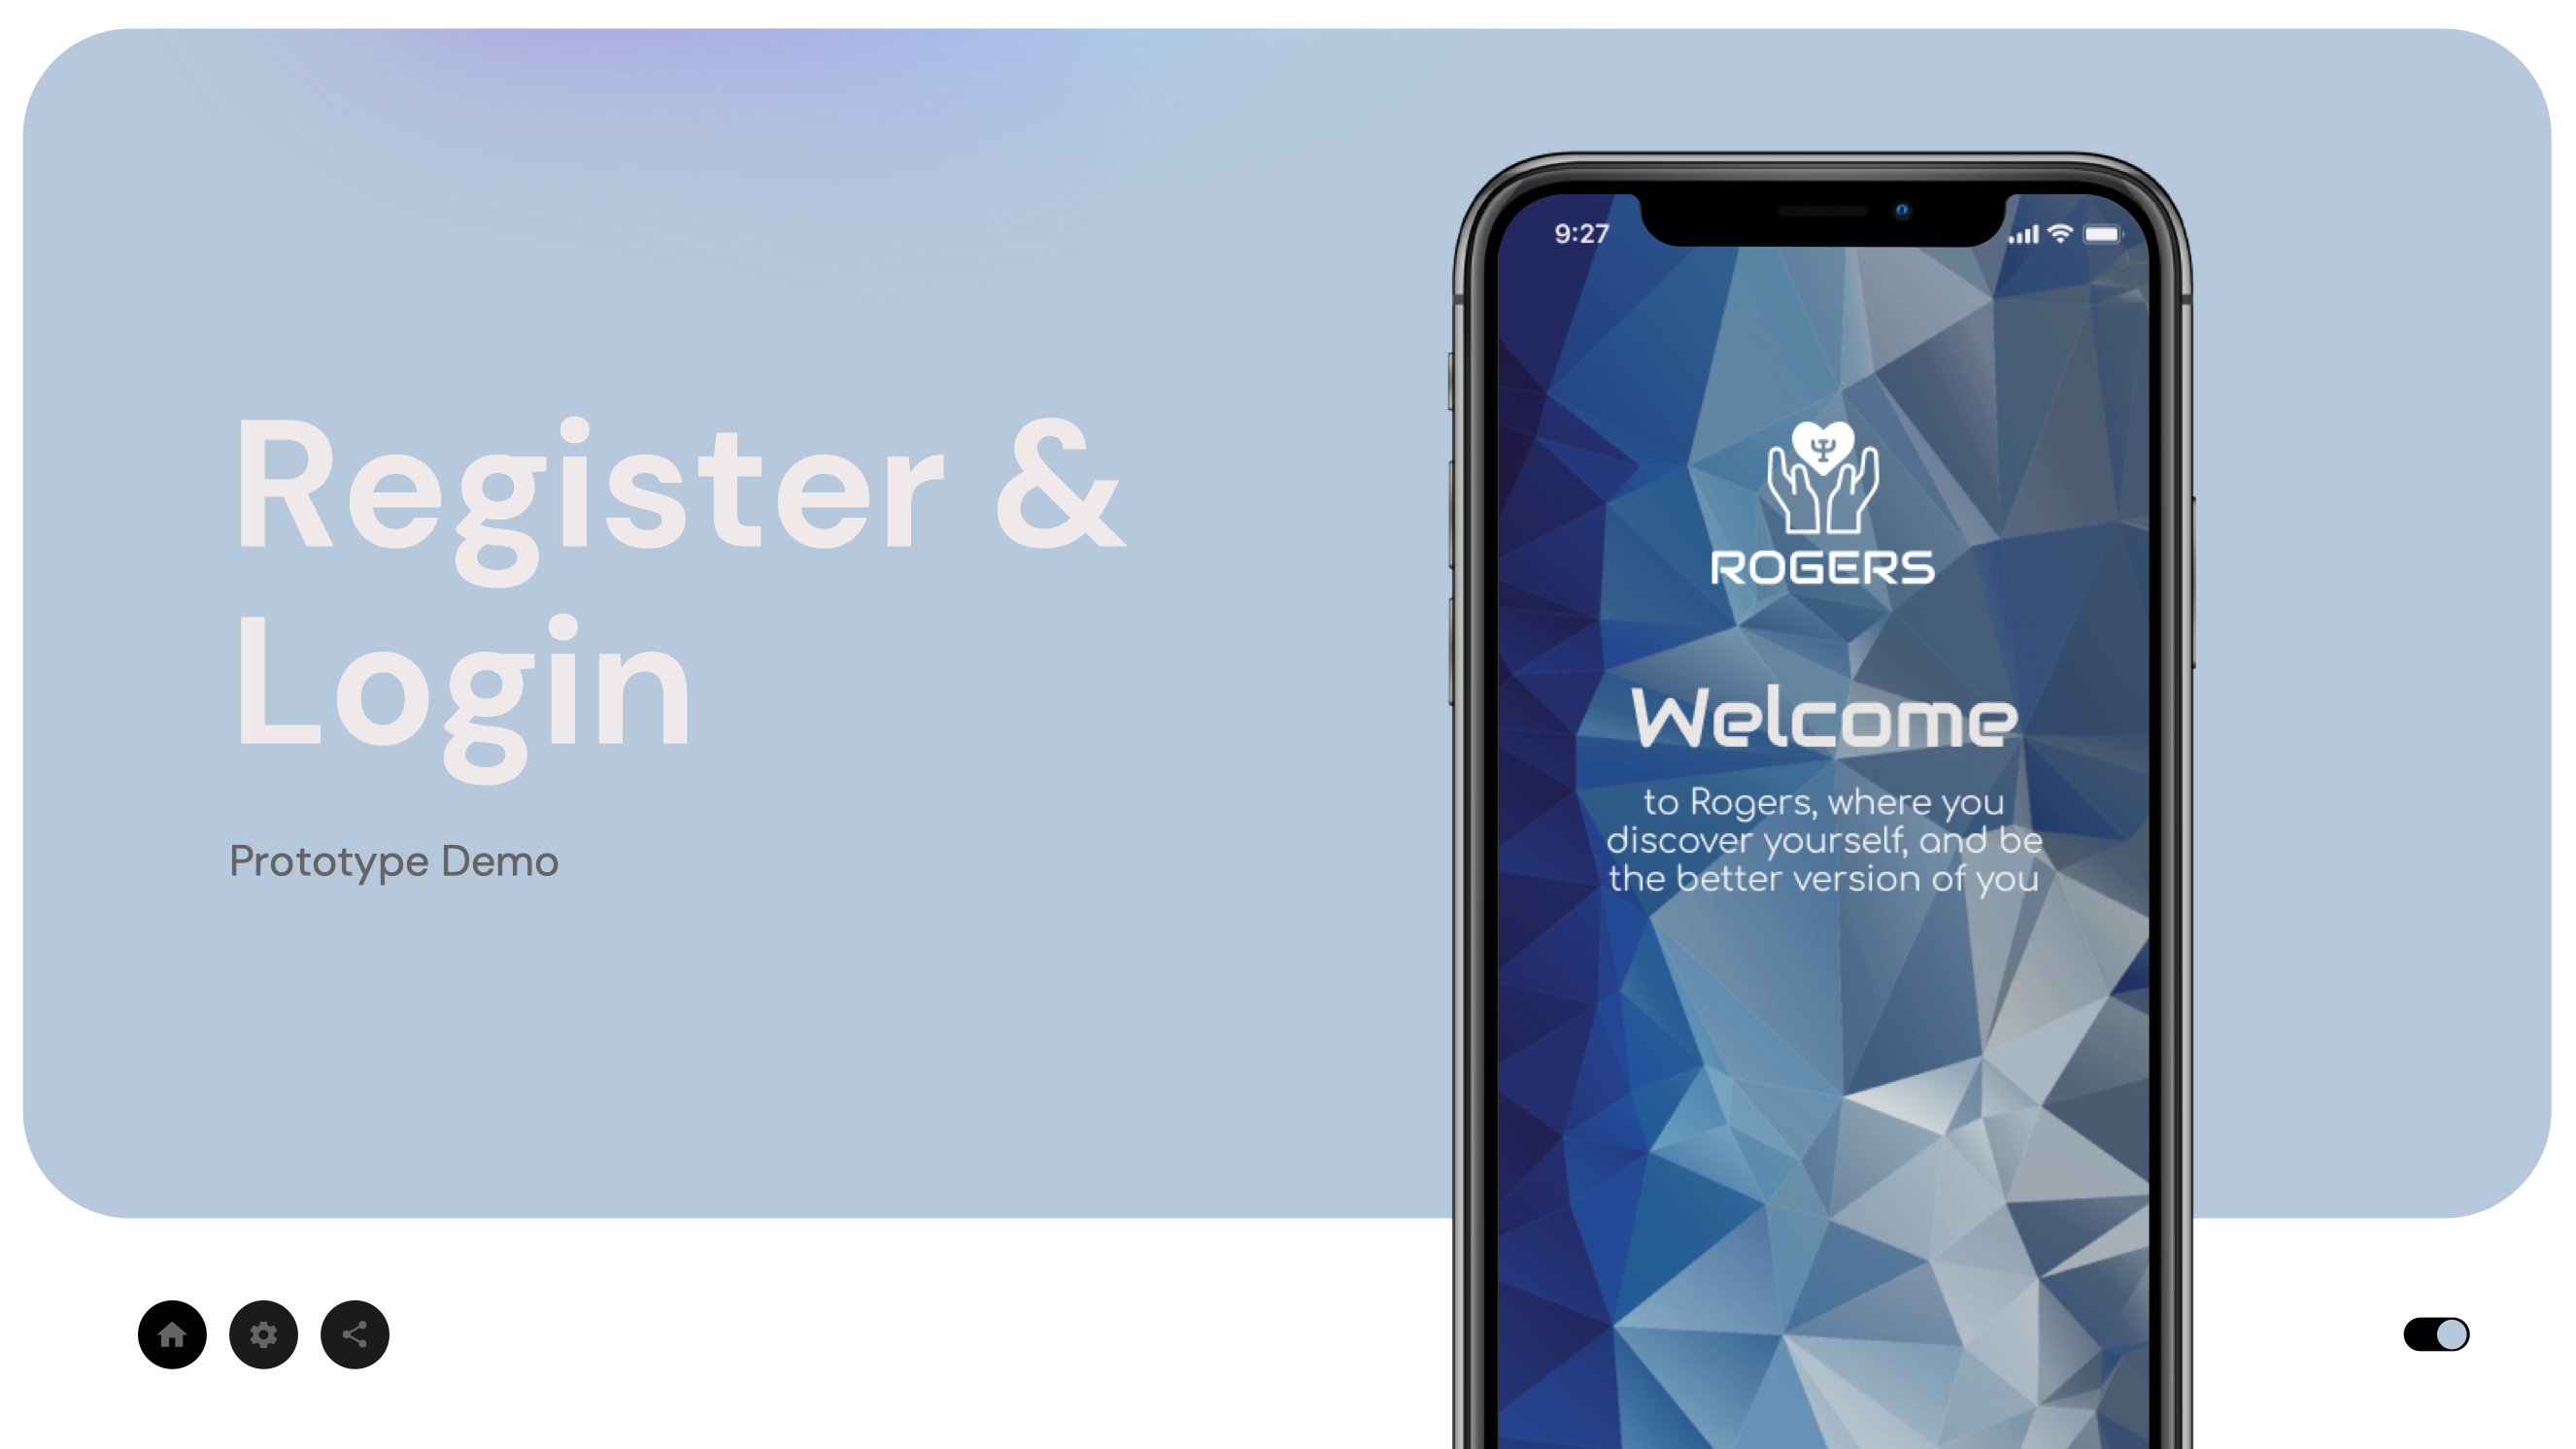 Register &
Login
Prototype Demo
9:27
Ψ
ROGERS
Welcome
to Rogers, where you
discover yourself, and be
the better version of you